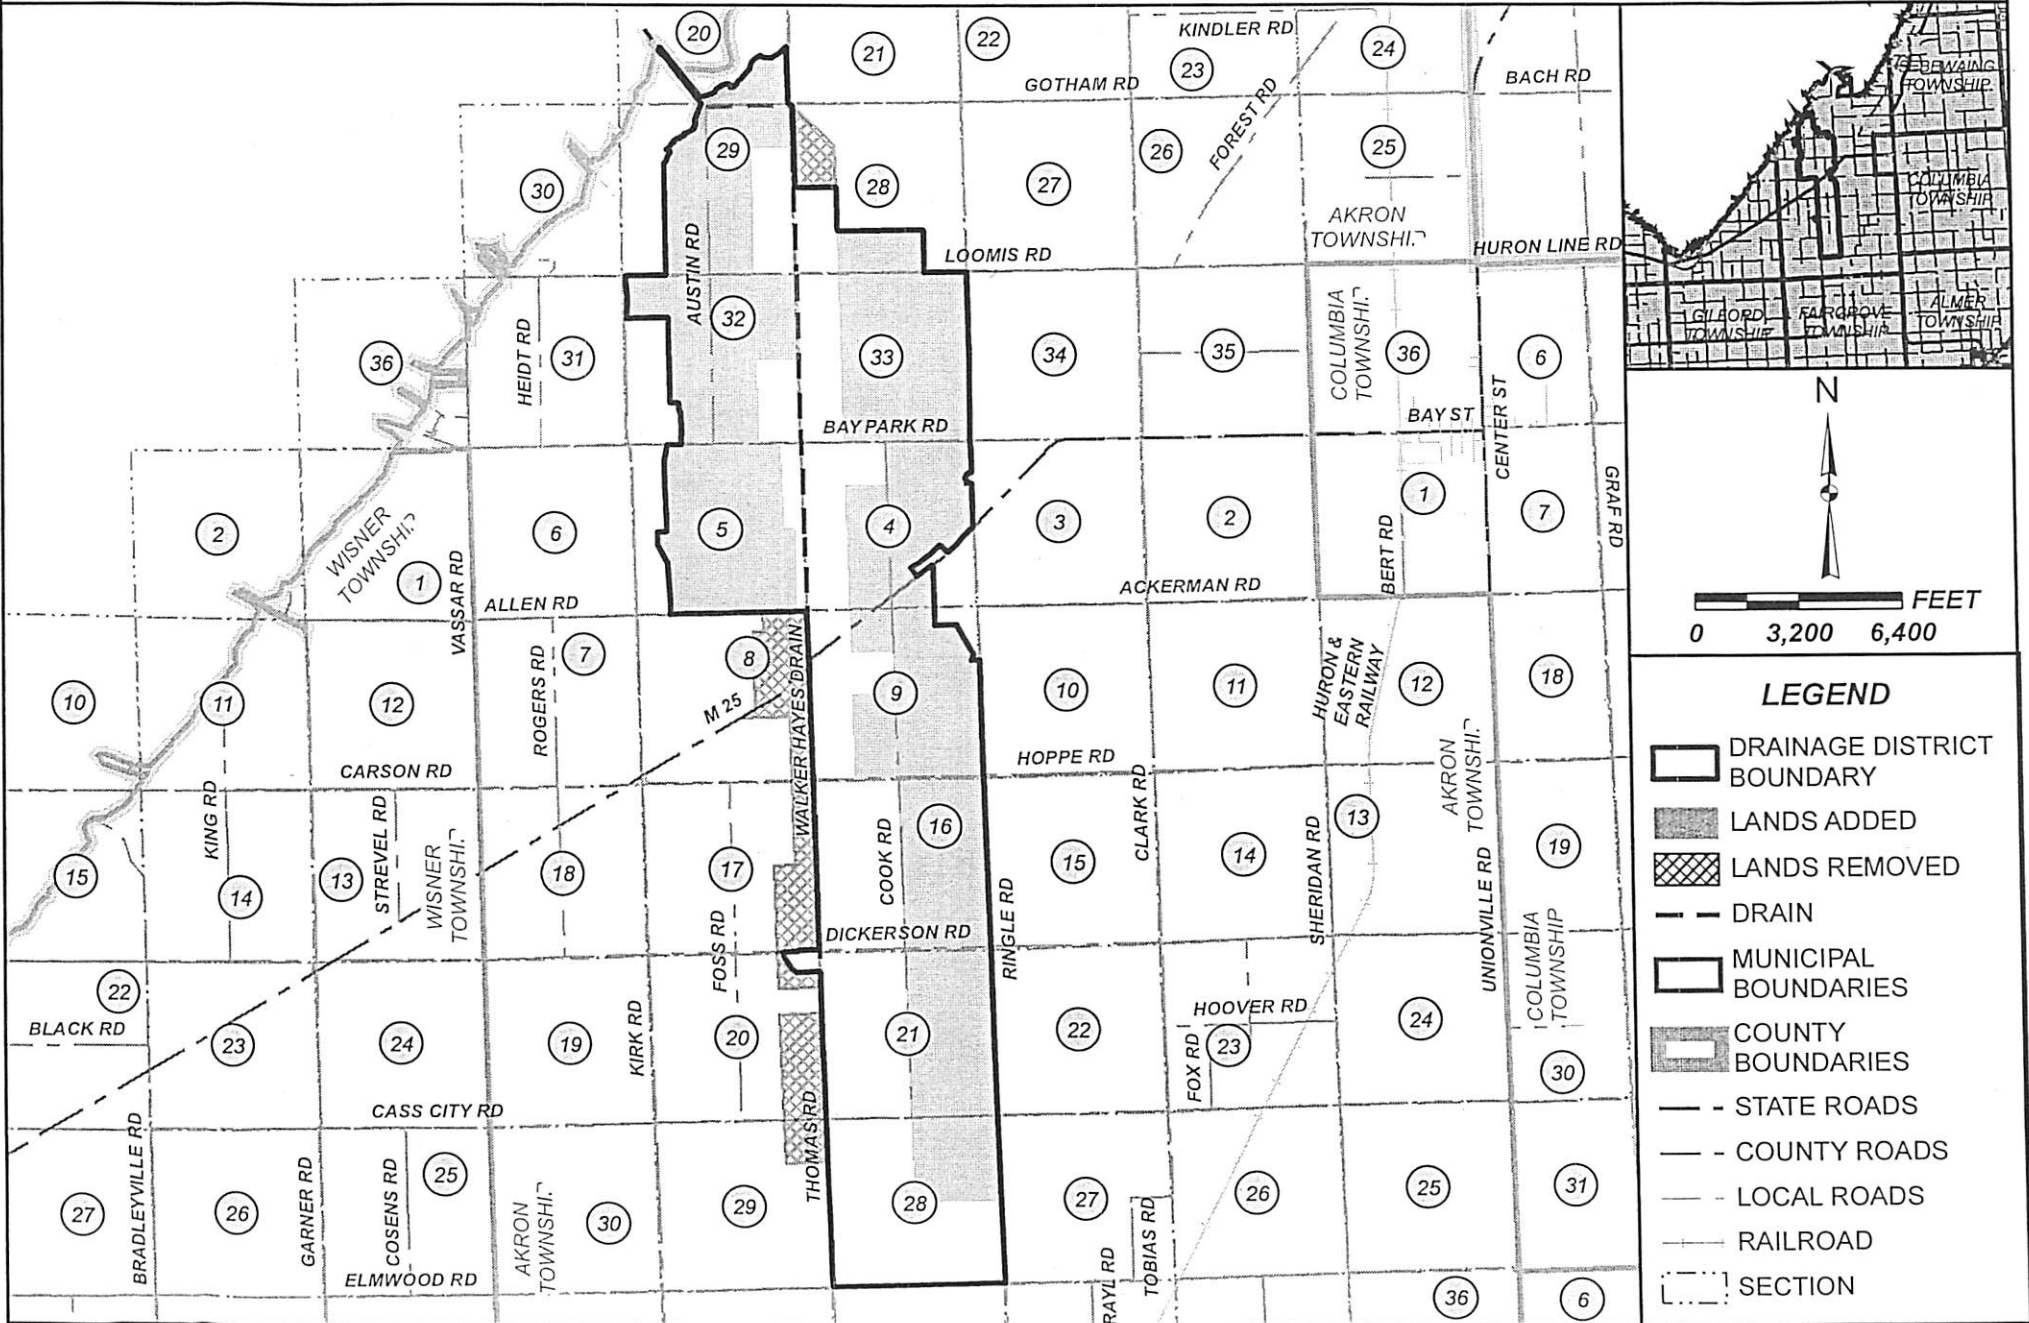 20
21
22
KINDLER RD
24
23
GOTHAM RD
BACH RD
FOREST RD
29
26
25
30
28
27
AUSTIN RD
AKRON
TOWNSHI
LOOMIS RD
HURON LINE RD
HEIDT RD
32
31
36
33
34
35
COLUMBIA
TOWNSHI
36
6
BAY PARK RD
BAY ST
CENTER ST
GRAF RD
2
WISNER
TOWNSHI
1
VASSAR RD
6
5
4
3
2
1
7
BERT RD
ALLEN RD
ACKERMAN RD
ROGERS RD
7
8
WALKER HAYES DRAIN
M 25
10
11
12
9
10
11
HURON &
EASTERN
RAILWAY
12
18
AKRON
TOWNSHI
CARSON RD
HOPPE RD
KING RD
STREVEL RD
WISNER
TOWNSHI
15
14
13
18
17
FOSS RD
COOK RD
16
15
CLARK RD
14
SHERIDAN RD
13
19
UNIONVILLE RD
COLUMBIA
TOWNSHIP
DICKERSON RD
RINGLE RD
22
BLACK RD
23
24
19
KIRK RD
20
21
22
HOOVER RD
FOX RD
23
24
30
CASS CITY RD
THOMAS RD
BRADLEYVILLE RD
GARNER RD
COSENS RD
27
26
25
AKRON
TOWNSHI
30
29
28
27
TOBIAS RD
RAYL RD
26
25
31
ELMWOOD RD
36
6
SEBEWAING
TOWNSHIP
COLUMBIA
TOWNSHIP
GILFORD
TOWNSHIP
FAIRGROVE
TOWNSHIP
ALMER
TOWNSHIP
N
FEET
0 3,200 6,400
LEGEND
DRAINAGE DISTRICT
BOUNDARY
LANDS ADDED
LANDS REMOVED
DRAIN
MUNICIPAL
BOUNDARIES
COUNTY
BOUNDARIES
STATE ROADS
COUNTY ROADS
LOCAL ROADS
RAILROAD
SECTION